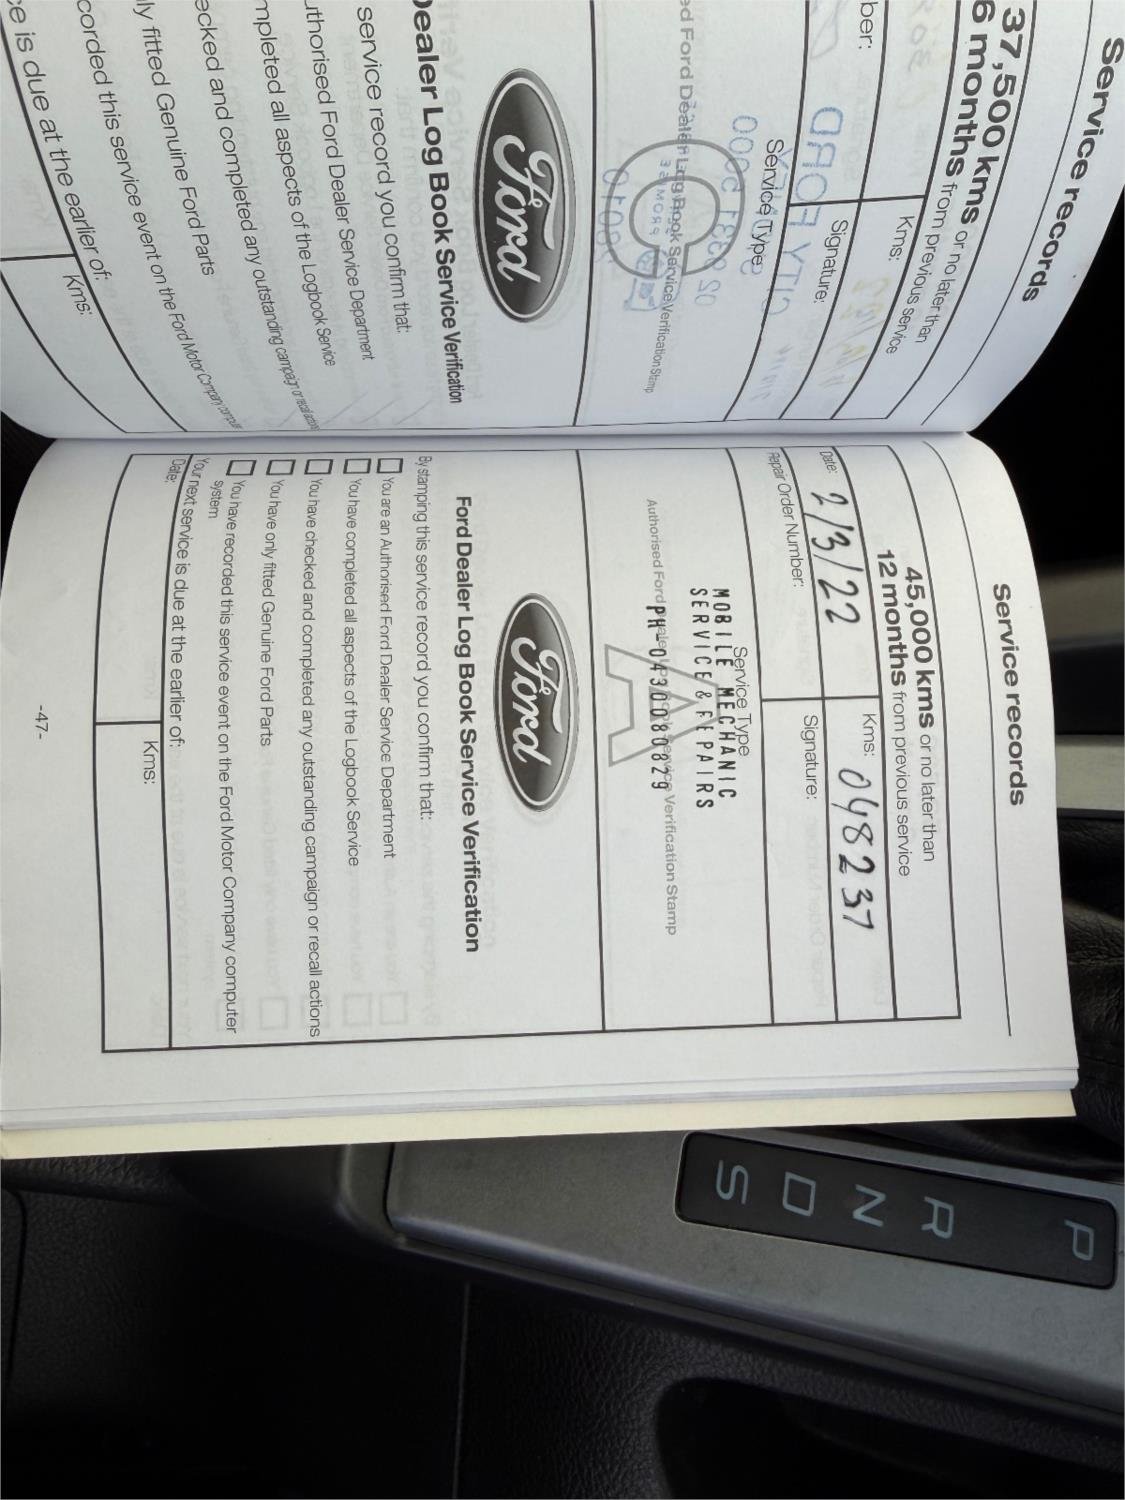 Service records
37,500 kms or no later than
6 months from previous service
Kms:
ber:
Signature:
Service Type
ed Ford Dealer Log Book Service Verification Stamp
C
Ford
Dealer Log Book Service Verification
service record you confirm that:
uthorised Ford Dealer Service Department
mpleted all aspects of the Logbook Service
ecked and completed any outstanding campaign or recall actions
ly fitted Genuine Ford Parts
corded this service event on the Ford Motor Company compute
ce is due at the earlier of:
Kms:
Service records
45,000 kms or no later than
12 months from previous service
Date: 2/3/22
Kms: 048237
Repair Order Number:
Signature:
Service Type
MOBILE MECHANIC
SERVICE & REPAIRS
PH-0430080829
A
Authorised Ford Dealer Log Book Service Verification Stamp
Ford
Ford Dealer Log Book Service Verification
By stamping this service record you confirm that:
You are an Authorised Ford Dealer Service Department
You have completed all aspects of the Logbook Service
You have checked and completed any outstanding campaign or recall actions
You have only fitted Genuine Ford Parts
You have recorded this service event on the Ford Motor Company computer
system
Your next service is due at the earlier of:
Date:
Kms:
-47-
P
R
N
D
S